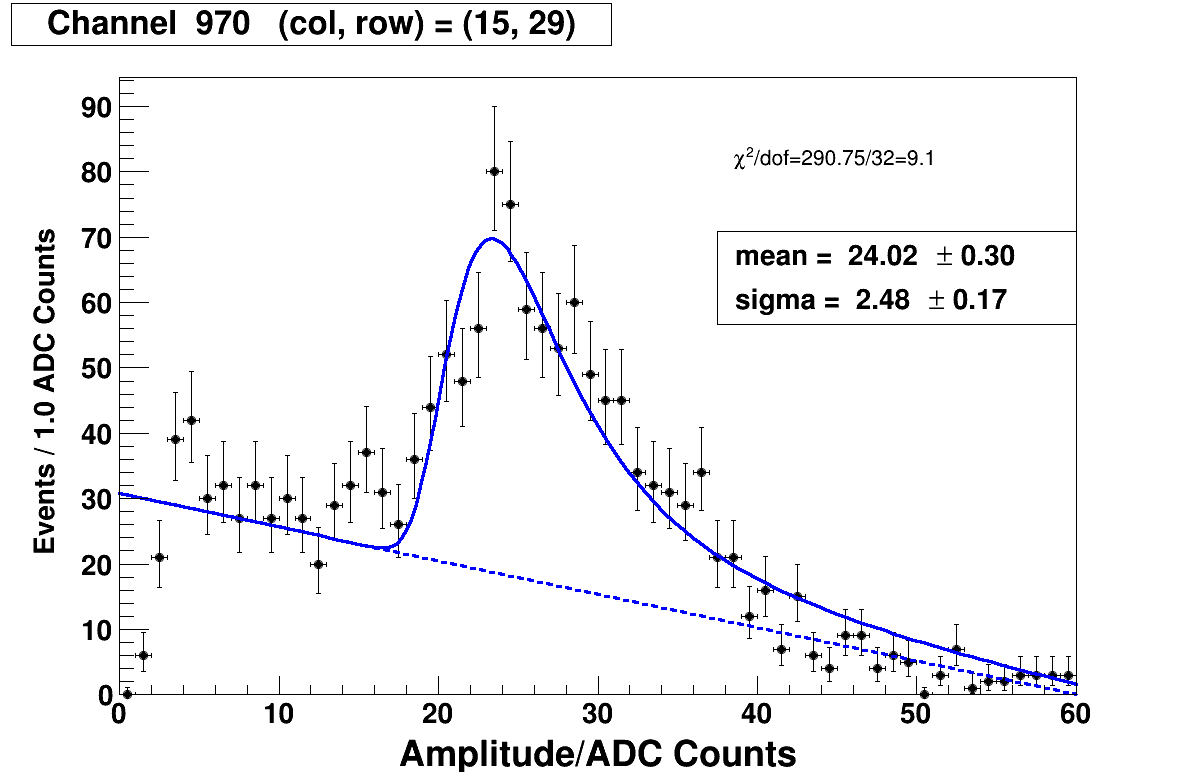 Channel 970 (col, row) = (15, 29)
90
80
70
60
50
40
30
20
10
0
Events / 1.0 ADC Counts
χ²/dof=290.75/32=9.1
mean = 24.02 ± 0.30
sigma = 2.48 ± 0.17
0 10 20 30 40 50 60
Amplitude/ADC Counts